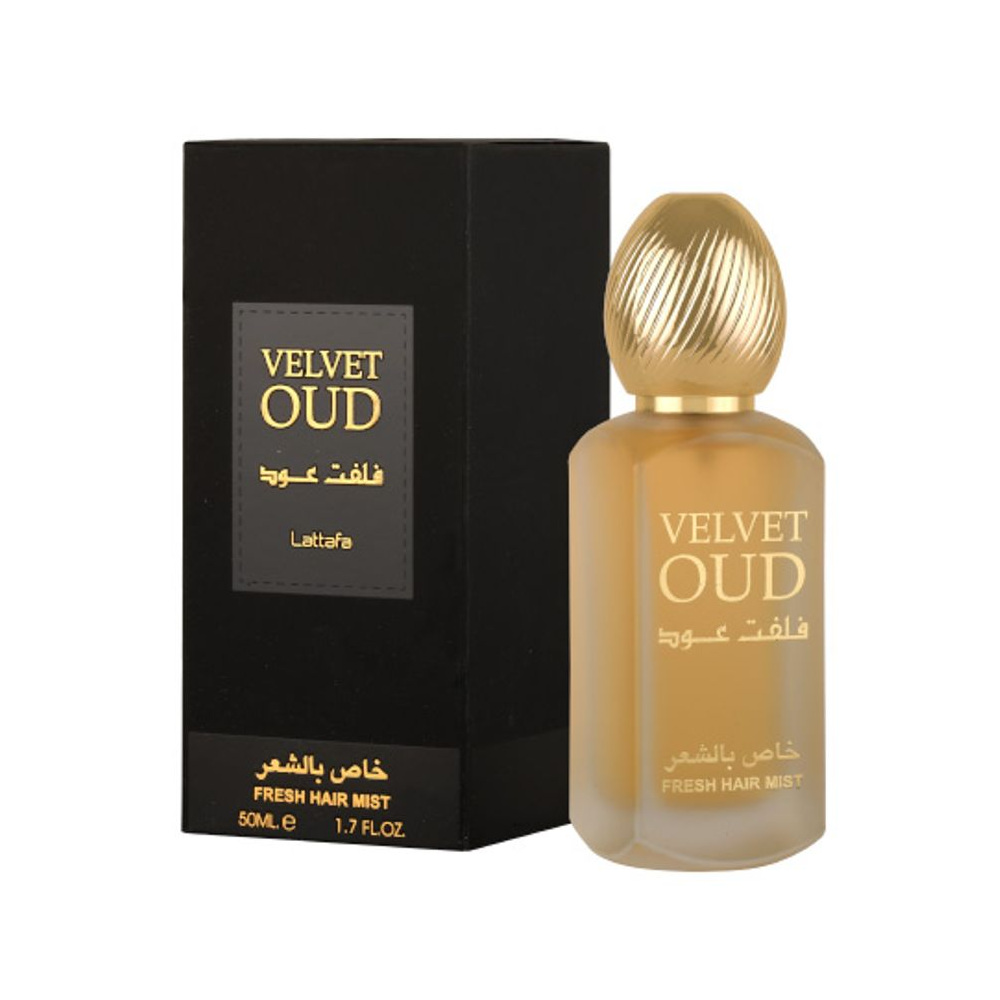 VELVET
OUD
فلفت عود
Lattafa
خاص بالشعر
FRESH HAIR MIST
50ML. e 1.7 FL.OZ.
VELVET
OUD
فلفت عود
خاص بالشعر
FRESH HAIR MIST